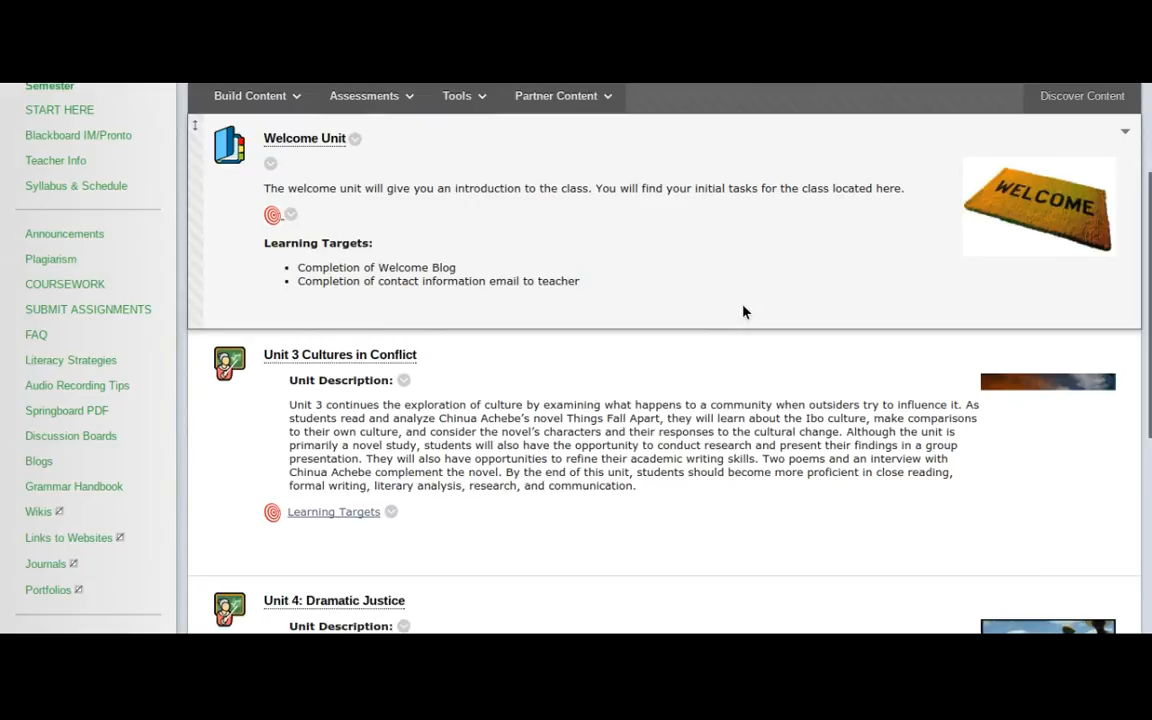 Semester
START HERE
Blackboard IM/Pronto
Teacher Info
Syllabus & Schedule
Announcements
Plagiarism
COURSEWORK
SUBMIT ASSIGNMENTS
FAQ
Literacy Strategies
Audio Recording Tips
Springboard PDF
Discussion Boards
Blogs
Grammar Handbook
Wikis
Links to Websites
Journals
Portfolios
Build Content Assessments Tools Partner Content Discover Content
Welcome Unit
The welcome unit will give you an introduction to the class. You will find your initial tasks for the class located here.
WELCOME
Learning Targets:
• Completion of Welcome Blog
• Completion of contact information email to teacher
Unit 3 Cultures in Conflict
Unit Description:
Unit 3 continues the exploration of culture by examining what happens to a community when outsiders try to influence it. As
students read and analyze Chinua Achebe's novel Things Fall Apart, they will learn about the Ibo culture, make comparisons
to their own culture, and consider the novel's characters and their responses to the cultural change. Although the unit is
primarily a novel study, students will also have the opportunity to conduct research and present their findings in a group
presentation. They will also have opportunities to refine their academic writing skills. Two poems and an interview with
Chinua Achebe complement the novel. By the end of this unit, students should become more proficient in close reading,
formal writing, literary analysis, research, and communication.
Learning Targets
Unit 4: Dramatic Justice
Unit Description: